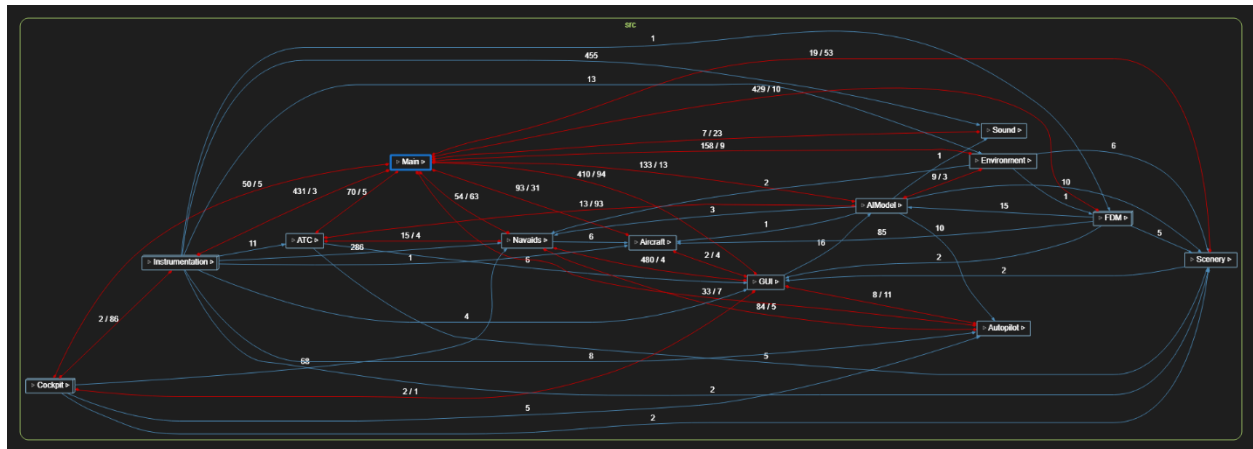 src
1
19 / 53
455
13
429 / 10
▹ Sound ▹
7 / 23
6
158 / 9
▹ Main ▹
▹ Environment ▹
133 / 13
1
410 / 94
9 / 3
10
50 / 5
431 / 3
70 / 5
54 / 63
93 / 31
2
1
13 / 93
▹ AIModel ▹
3
15
▹ FDM ▹
1
10
85
15 / 4
11
▹ ATC ▹
▹ Navaids ▹
6
▹ Aircraft ▹
5
286
16
▹ Instrumentation ▹
1
6
480 / 4
2 / 4
2
▹ Scenery ▹
2
▹ GUI ▹
33 / 7
8 / 11
84 / 5
2 / 86
4
▹ Autopilot ▹
68
8
5
▹ Cockpit ▹
2 / 1
2
5
2